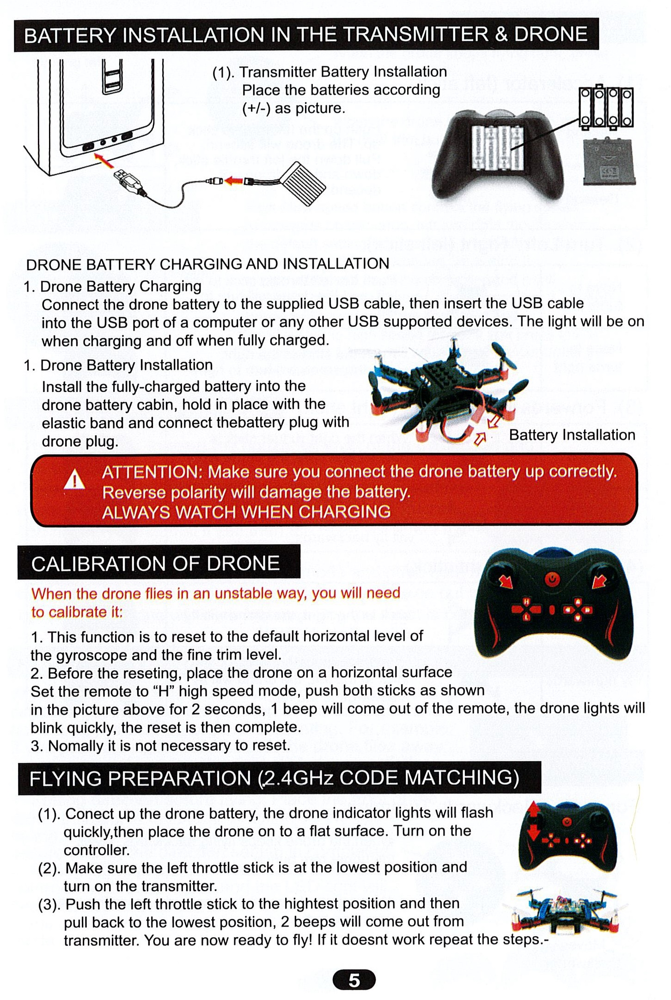 BATTERY INSTALLATION IN THE TRANSMITTER & DRONE
(1). Transmitter Battery Installation
Place the batteries according
(+/-) as picture.
DRONE BATTERY CHARGING AND INSTALLATION
1. Drone Battery Charging
Connect the drone battery to the supplied USB cable, then insert the USB cable
into the USB port of a computer or any other USB supported devices. The light will be on
when charging and off when fully charged.
1. Drone Battery Installation
Install the fully-charged battery into the
drone battery cabin, hold in place with the
elastic band and connect thebattery plug with
drone plug.
Battery Installation
ATTENTION: Make sure you connect the drone battery up correctly.
Reverse polarity will damage the battery.
ALWAYS WATCH WHEN CHARGING
CALIBRATION OF DRONE
When the drone flies in an unstable way, you will need
to calibrate it:
H
L
1. This function is to reset to the default horizontal level of
the gyroscope and the fine trim level.
2. Before the reseting, place the drone on a horizontal surface
Set the remote to “H” high speed mode, push both sticks as shown
in the picture above for 2 seconds, 1 beep will come out of the remote, the drone lights will
blink quickly, the reset is then complete.
3. Nomally it is not necessary to reset.
FLYING PREPARATION (2.4GHz CODE MATCHING)
(1). Conect up the drone battery, the drone indicator lights will flash
quickly,then place the drone on to a flat surface. Turn on the
controller.
(2). Make sure the left throttle stick is at the lowest position and
turn on the transmitter.
(3). Push the left throttle stick to the hightest position and then
pull back to the lowest position, 2 beeps will come out from
transmitter. You are now ready to fly! If it doesnt work repeat the steps.-
5